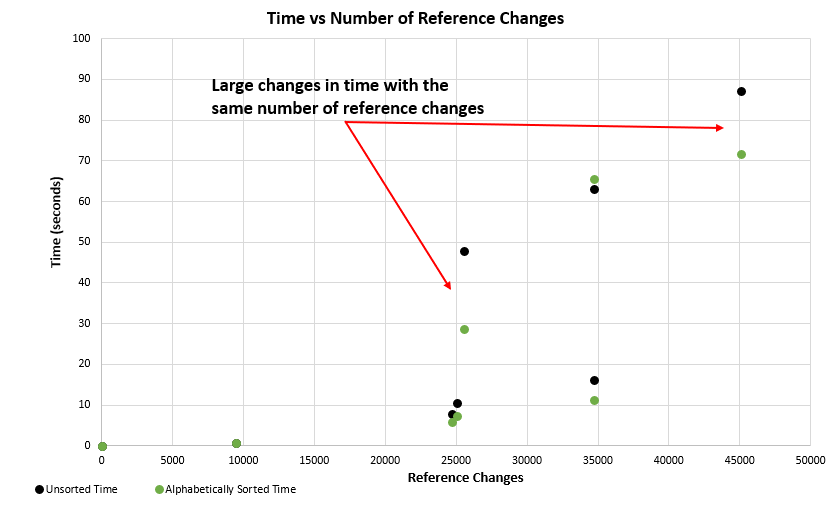 Time vs Number of Reference Changes
100
90
Large changes in time with the
same number of reference changes
80
70
60
50
40
30
20
10
0
Time (seconds)
0 5000 10000 15000 20000 25000 30000 35000 40000 45000 50000
Reference Changes
Unsorted Time Alphabetically Sorted Time